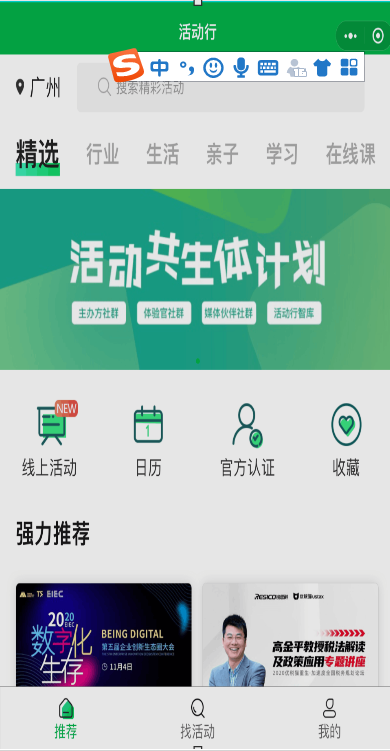 活动行
S 中
广州
搜索精彩活动
精选 行业 生活 亲子 学习 在线课
活动共生体计划
主办方社群 体验官社群 媒体伙伴社群 活动行智库
NEW
1
线上活动 日历 官方认证 收藏
强力推荐
TS EIEC
2020
数字化
生存
BEING DIGITAL
第五届企业创新生态圈大会
11月4日
RESICO
高金平教授税法解读
及政策应用专题讲座
推荐 找活动 我的